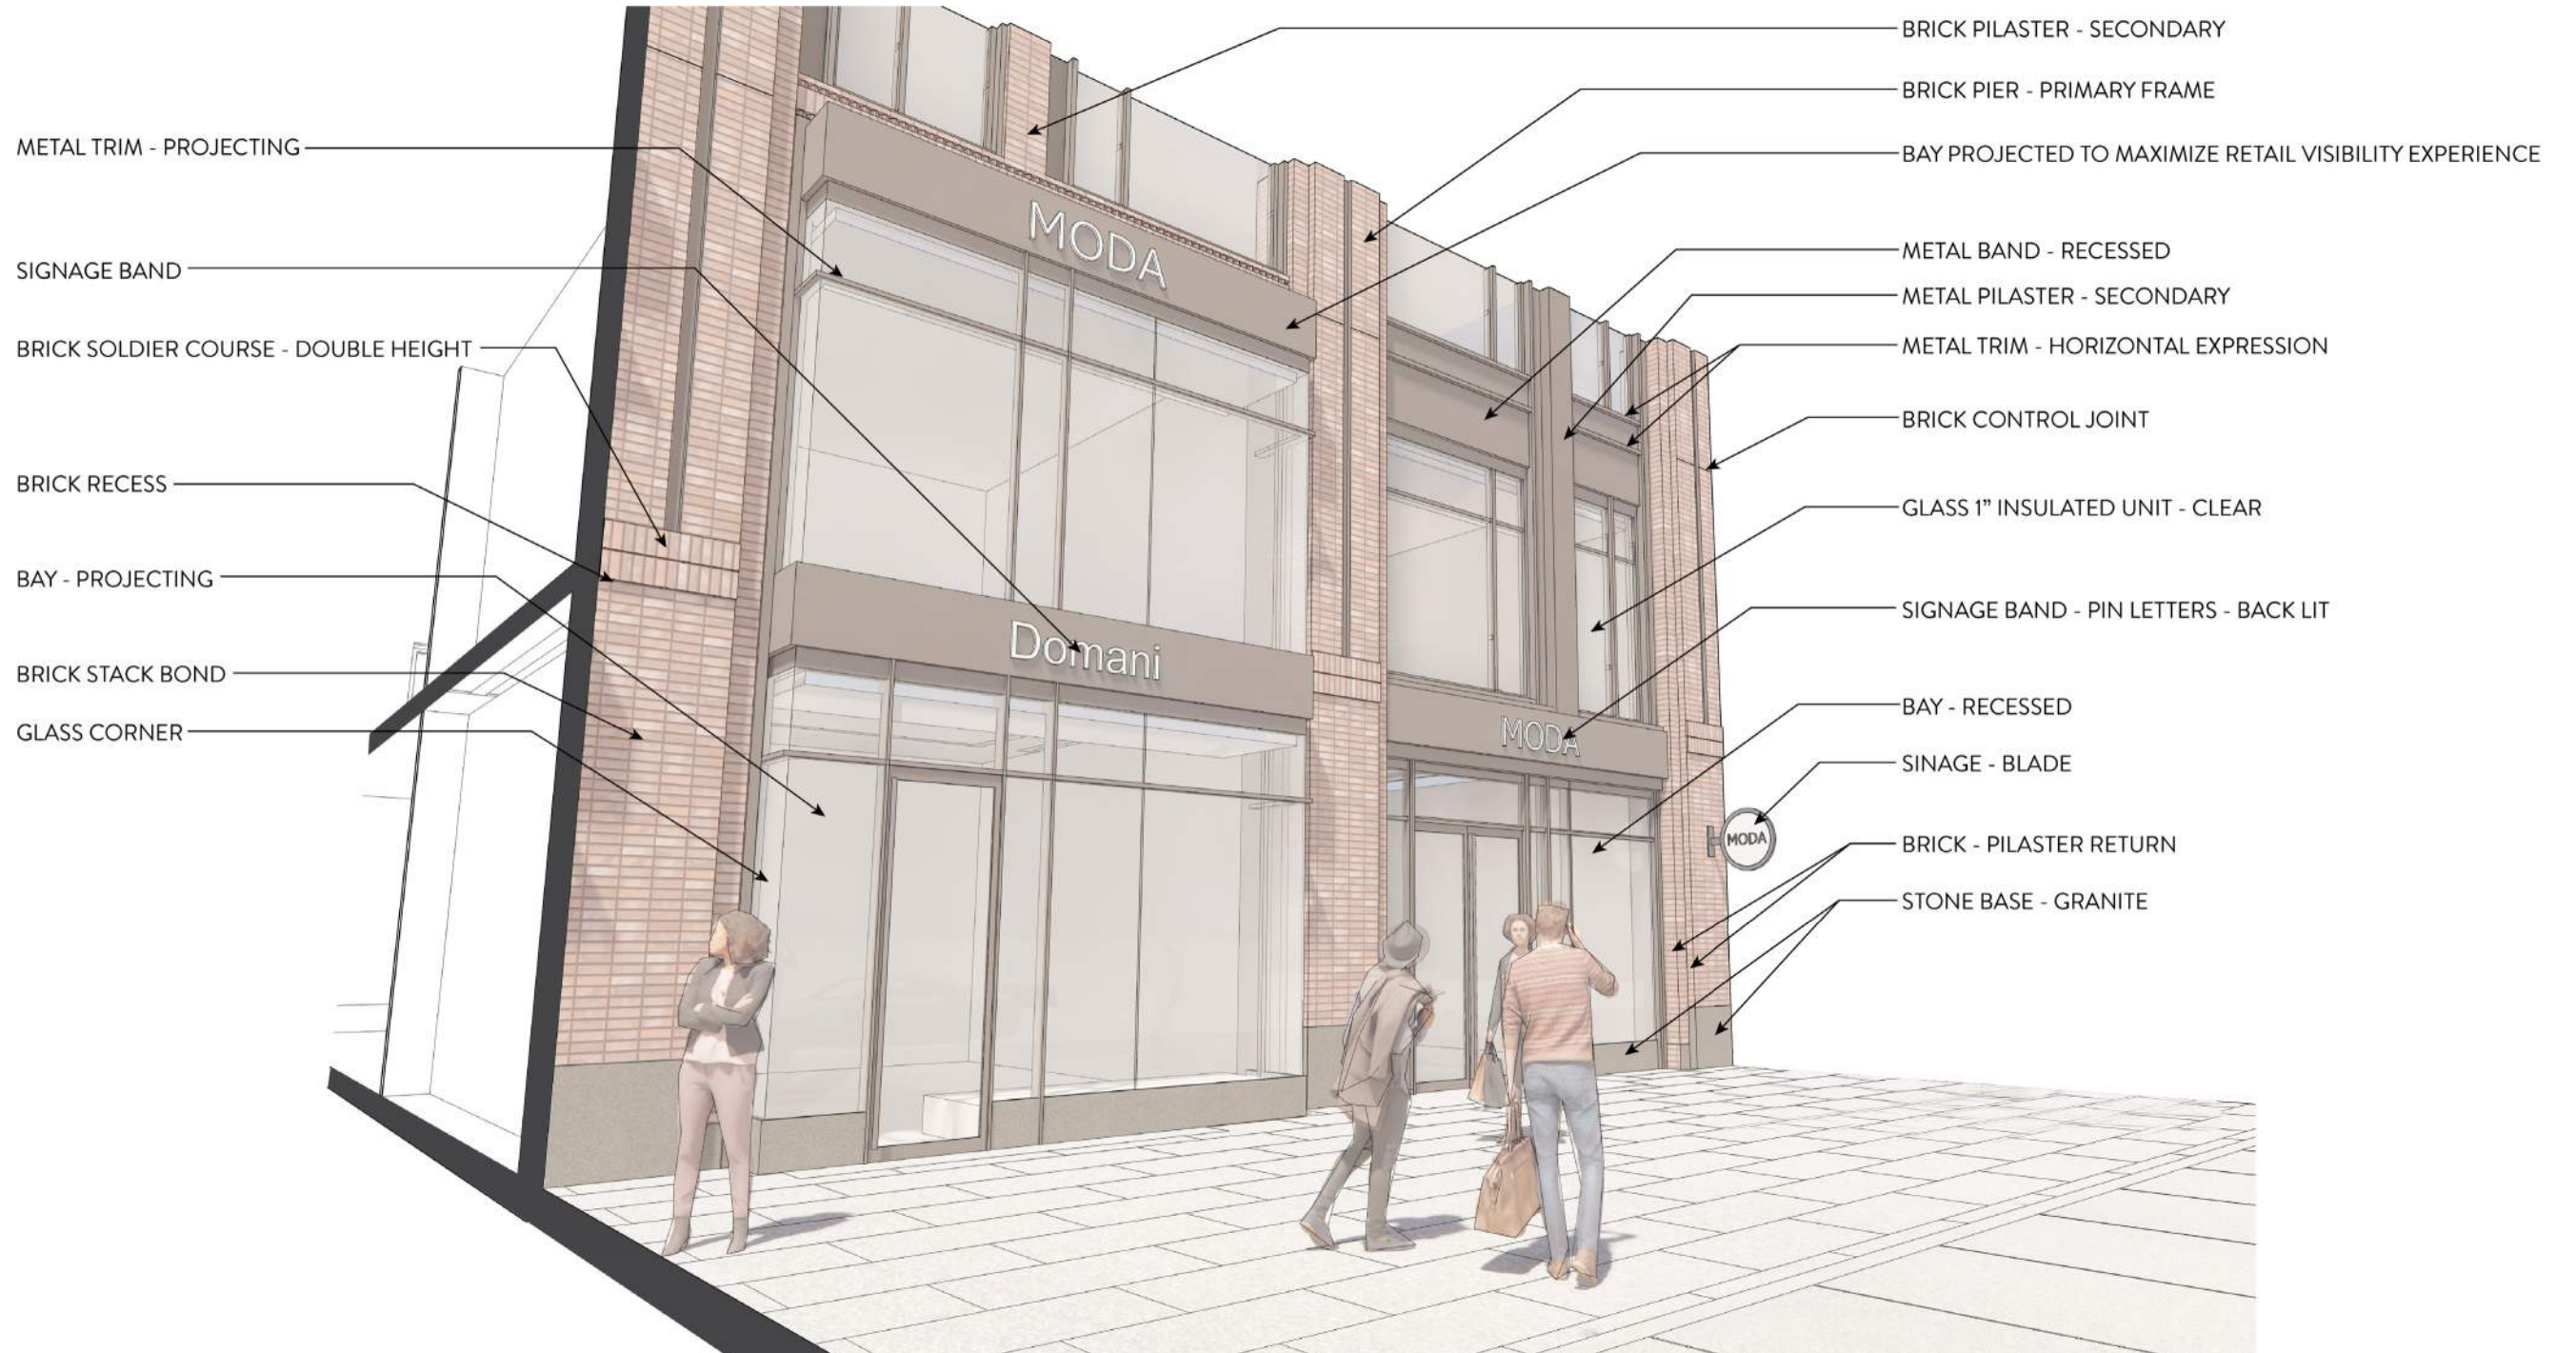 METAL TRIM - PROJECTING
SIGNAGE BAND
BRICK SOLDIER COURSE - DOUBLE HEIGHT
BRICK RECESS
BAY - PROJECTING
BRICK STACK BOND
GLASS CORNER
MODA
Domani
MODA
MODA
BRICK PILASTER - SECONDARY
BRICK PIER - PRIMARY FRAME
BAY PROJECTED TO MAXIMIZE RETAIL VISIBILITY EXPERIENCE
METAL BAND - RECESSED
METAL PILASTER - SECONDARY
METAL TRIM - HORIZONTAL EXPRESSION
BRICK CONTROL JOINT
GLASS 1” INSULATED UNIT - CLEAR
SIGNAGE BAND - PIN LETTERS - BACK LIT
BAY - RECESSED
SINAGE - BLADE
BRICK - PILASTER RETURN
STONE BASE - GRANITE